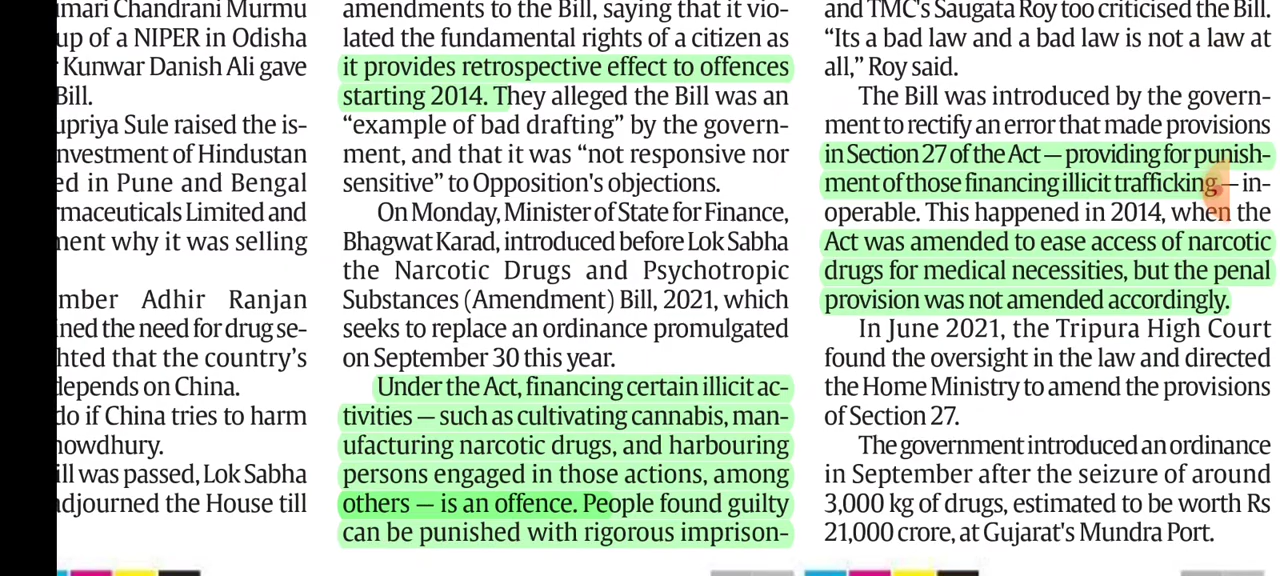 umari Chandrani Murmu
up of a NIPER in Odisha
Kunwar Danish Ali gave
Bill.
upriya Sule raised the is-
nvestment of Hindustan
ed in Pune and Bengal
rmaceuticals Limited and
ment why it was selling
mber Adhir Ranjan
ined the need for drug se-
hted that the country's
depends on China.
do if China tries to harm
howdhury.
ill was passed, Lok Sabha
adjourned the House till
amendments to the Bill, saying that it vio-
lated the fundamental rights of a citizen as
it provides retrospective effect to offences
starting 2014. They alleged the Bill was an
“example of bad drafting” by the govern-
ment, and that it was “not responsive nor
sensitive” to Opposition's objections.
On Monday, Minister of State for Finance,
Bhagwat Karad, introduced before Lok Sabha
the Narcotic Drugs and Psychotropic
Substances (Amendment) Bill, 2021, which
seeks to replace an ordinance promulgated
on September 30 this year.
Under the Act, financing certain illicit ac-
tivities — such as cultivating cannabis, man-
ufacturing narcotic drugs, and harbouring
persons engaged in those actions, among
others — is an offence. People found guilty
can be punished with rigorous imprison-
and TMC's Saugata Roy too criticised the Bill.
“Its a bad law and a bad law is not a law at
all,” Roy said.
The Bill was introduced by the govern-
ment to rectify an error that made provisions
in Section 27 of the Act — providing for punish-
ment of those financing illicit trafficking — in-
operable. This happened in 2014, when the
Act was amended to ease access of narcotic
drugs for medical necessities, but the penal
provision was not amended accordingly.
In June 2021, the Tripura High Court
found the oversight in the law and directed
the Home Ministry to amend the provisions
of Section 27.
The government introduced an ordinance
in September after the seizure of around
3,000 kg of drugs, estimated to be worth Rs
21,000 crore, at Gujarat's Mundra Port.